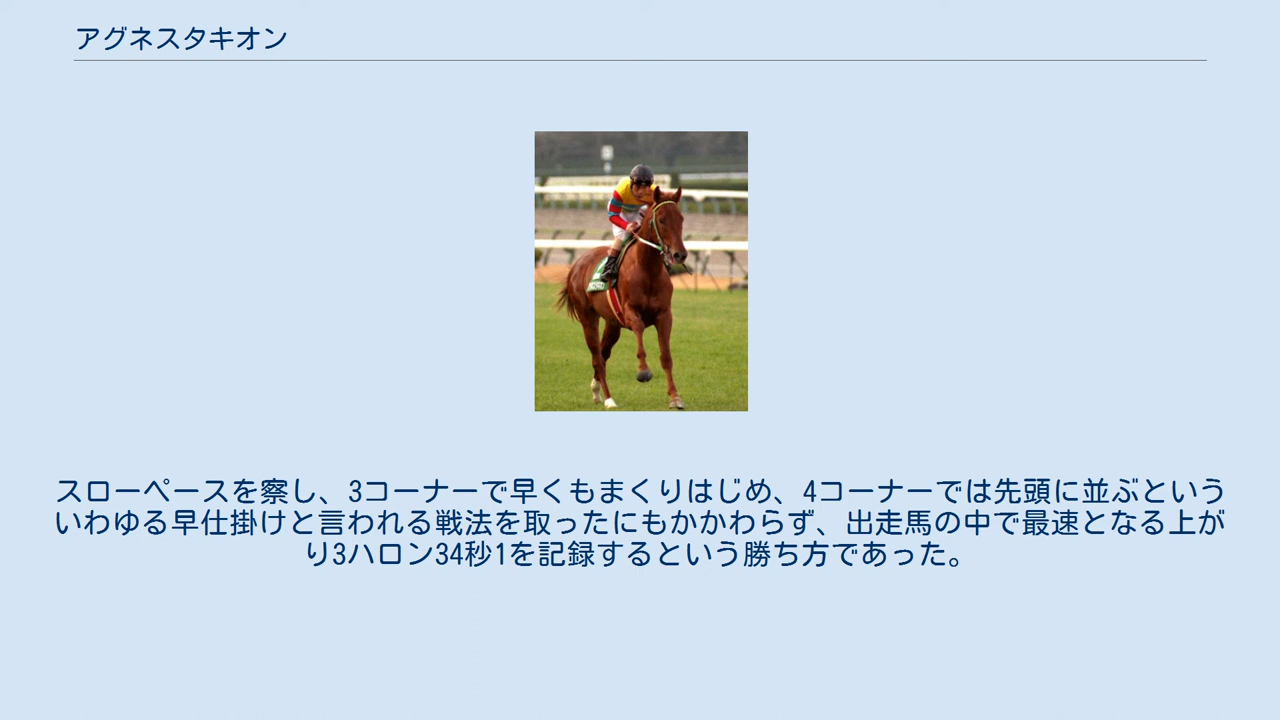 アグネスタキオン
スローペースを察し、3コーナーで早くもまくりはじめ、4コーナーでは先頭に並ぶという
いわゆる早仕掛けと言われる戦法を取ったにもかかわらず、出走馬の中で最速となる上が
り3ハロン34秒1を記録するという勝ち方であった。